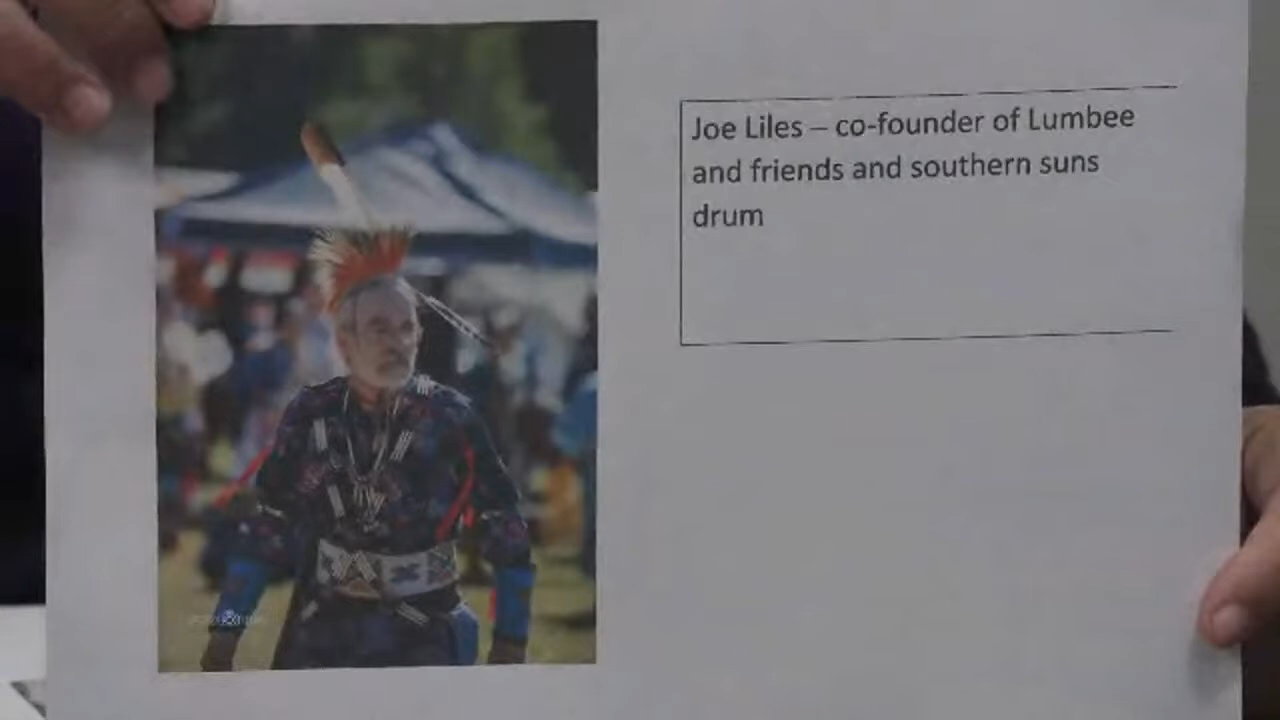 Joe Liles – co-founder of Lumbee
and friends and southern suns
drum